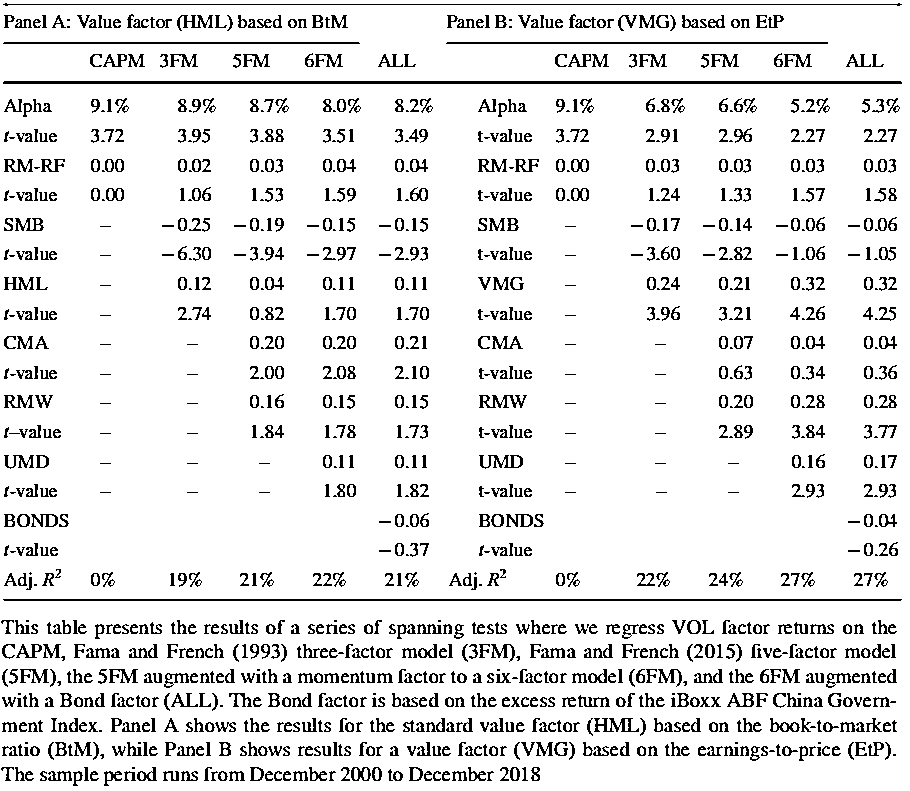 Panel A: Value factor (HML) based on BtM Panel B: Value factor (VMG) based on EtP
CAPM 3FM 5FM 6FM ALL CAPM 3FM 5FM 6FM ALL
Alpha 9.1% 8.9% 8.7% 8.0% 8.2% Alpha 9.1% 6.8% 6.6% 5.2% 5.3%
t-value 3.72 3.95 3.88 3.51 3.49 t-value 3.72 2.91 2.96 2.27 2.27
RM-RF 0.00 0.02 0.03 0.04 0.04 RM-RF 0.00 0.03 0.03 0.03 0.03
t-value 0.00 1.06 1.53 1.59 1.60 t-value 0.00 1.24 1.33 1.57 1.58
SMB – −0.25 −0.19 −0.15 −0.15 SMB – −0.17 −0.14 −0.06 −0.06
t-value – −6.30 −3.94 −2.97 −2.93 t-value – −3.60 −2.82 −1.06 −1.05
HML – 0.12 0.04 0.11 0.11 VMG – 0.24 0.21 0.32 0.32
t-value – 2.74 0.82 1.70 1.70 t-value – 3.96 3.21 4.26 4.25
CMA – – 0.20 0.20 0.21 CMA – – 0.07 0.04 0.04
t-value – – 2.00 2.08 2.10 t-value – – 0.63 0.34 0.36
RMW – – 0.16 0.15 0.15 RMW – – 0.20 0.28 0.28
t–value – – 1.84 1.78 1.73 t-value – – 2.89 3.84 3.77
UMD – – – 0.11 0.11 UMD – – – 0.16 0.17
t-value – – – 1.80 1.82 t-value – – – 2.93 2.93
BONDS −0.06 BONDS −0.04
t-value −0.37 t-value −0.26
Adj. R² 0% 19% 21% 22% 21% Adj. R² 0% 22% 24% 27% 27%
This table presents the results of a series of spanning tests where we regress VOL factor returns on the
CAPM, Fama and French (1993) three-factor model (3FM), Fama and French (2015) five-factor model
(5FM), the 5FM augmented with a momentum factor to a six-factor model (6FM), and the 6FM augmented
with a Bond factor (ALL). The Bond factor is based on the excess return of the iBoxx ABF China Govern-
ment Index. Panel A shows the results for the standard value factor (HML) based on the book-to-market
ratio (BtM), while Panel B shows results for a value factor (VMG) based on the earnings-to-price (EtP).
The sample period runs from December 2000 to December 2018